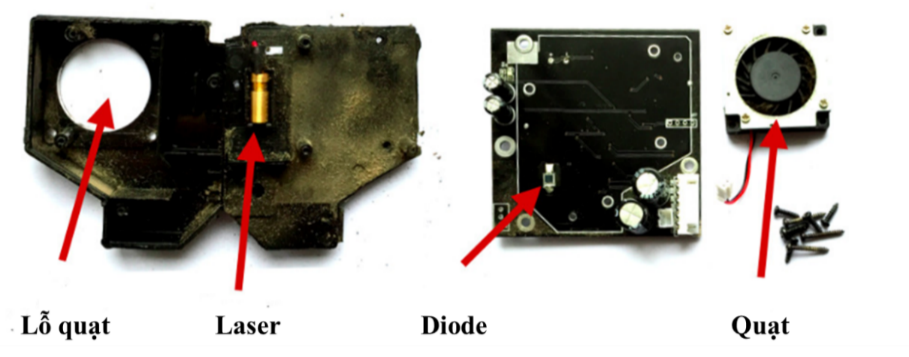 Lỗ quạt
Laser
Diode
Quạt